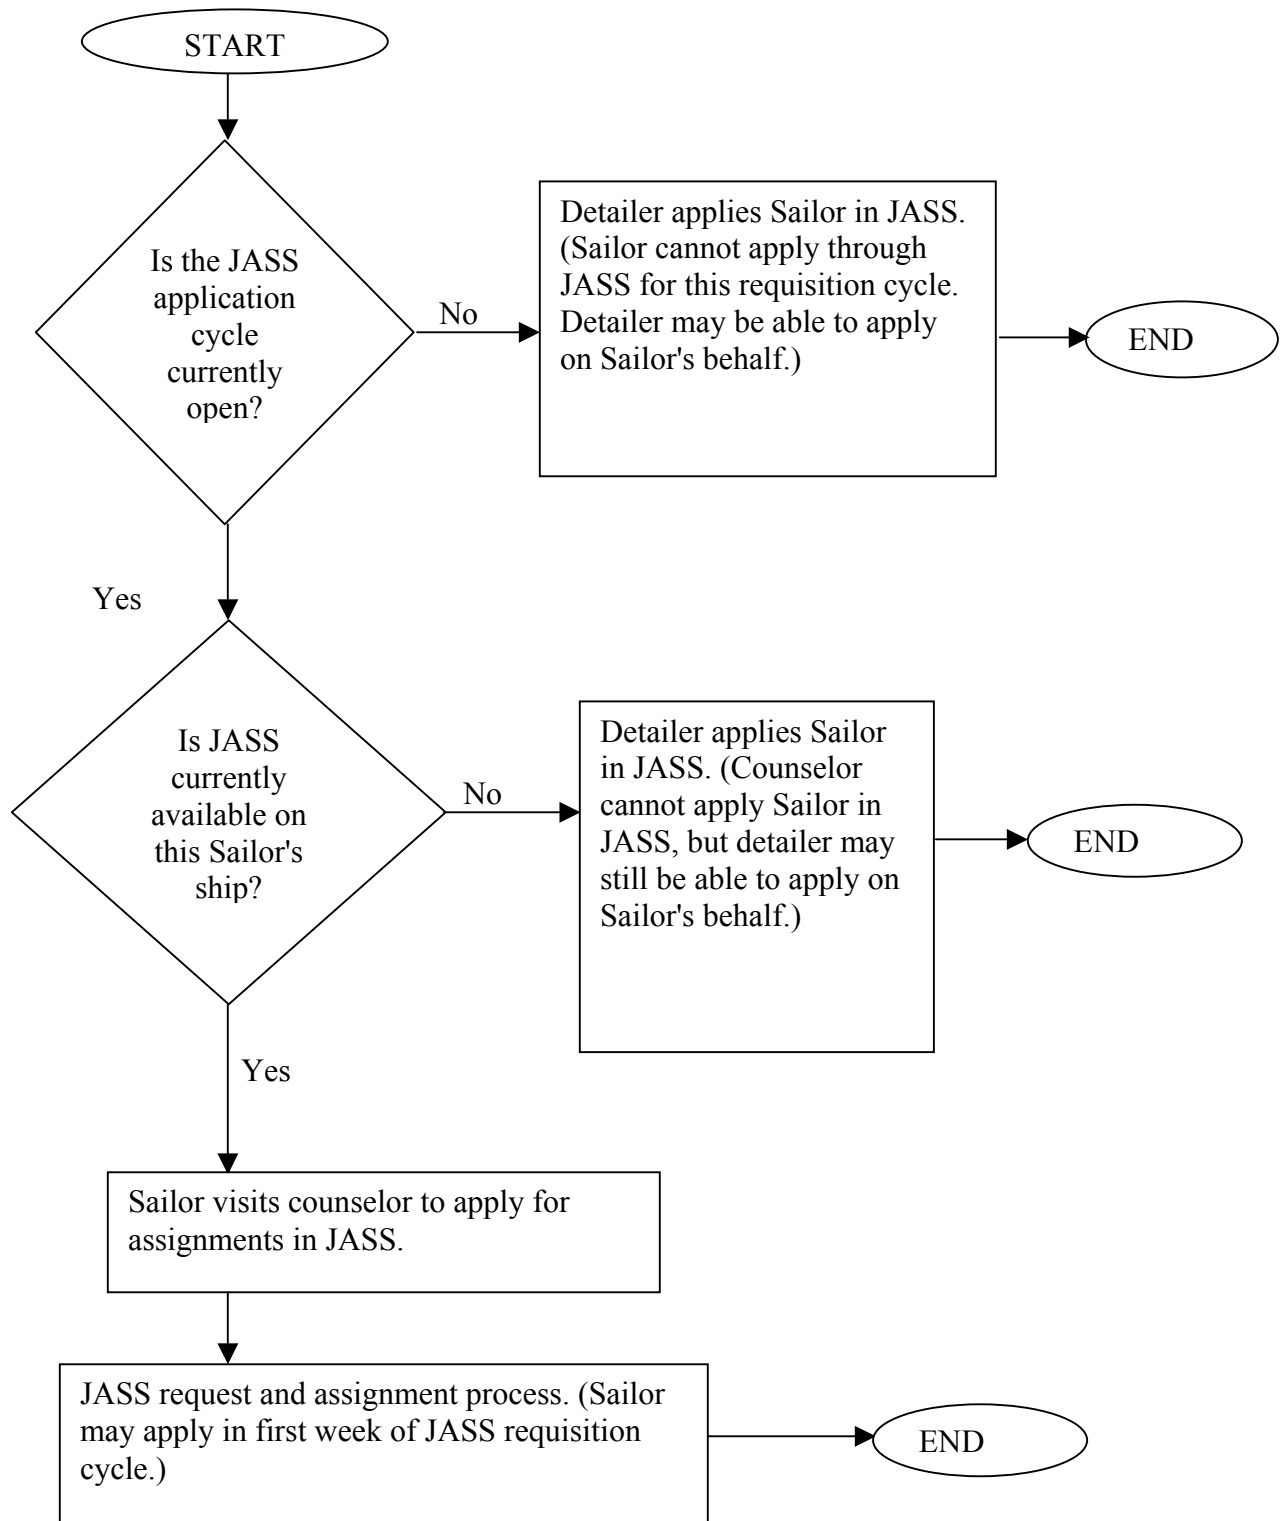 START
Is the JASS
application
cycle
currently
open?
No
Detailer applies Sailor in JASS.
(Sailor cannot apply through
JASS for this requisition cycle.
Detailer may be able to apply
on Sailor's behalf.)
END
Yes
Is JASS
currently
available on
this Sailor's
ship?
No
Detailer applies Sailor
in JASS. (Counselor
cannot apply Sailor in
JASS, but detailer may
still be able to apply on
Sailor's behalf.)
END
Yes
Sailor visits counselor to apply for
assignments in JASS.
JASS request and assignment process. (Sailor
may apply in first week of JASS requisition
cycle.)
END